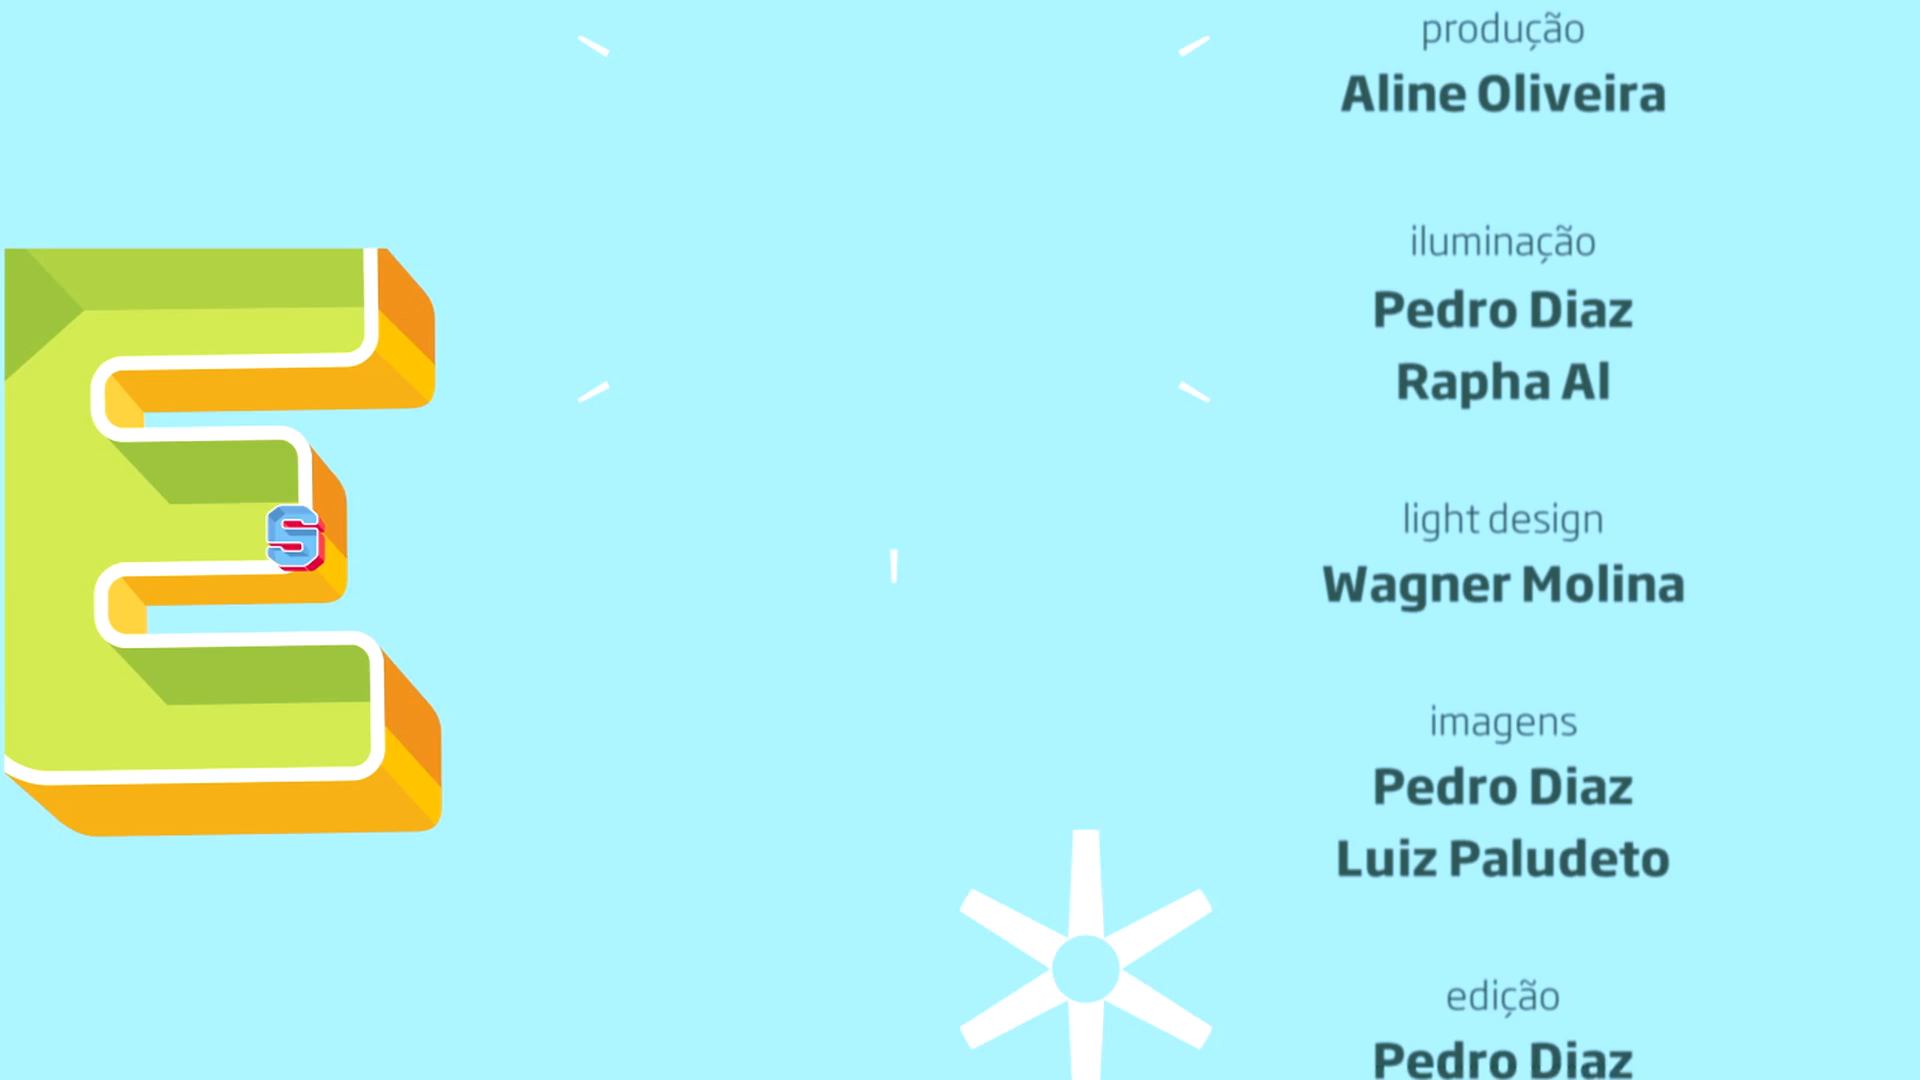 E
S
produção
Aline Oliveira
iluminação
Pedro Diaz
Rapha Al
light design
Wagner Molina
imagens
Pedro Diaz
Luiz Paludeto
edição
Pedro Diaz